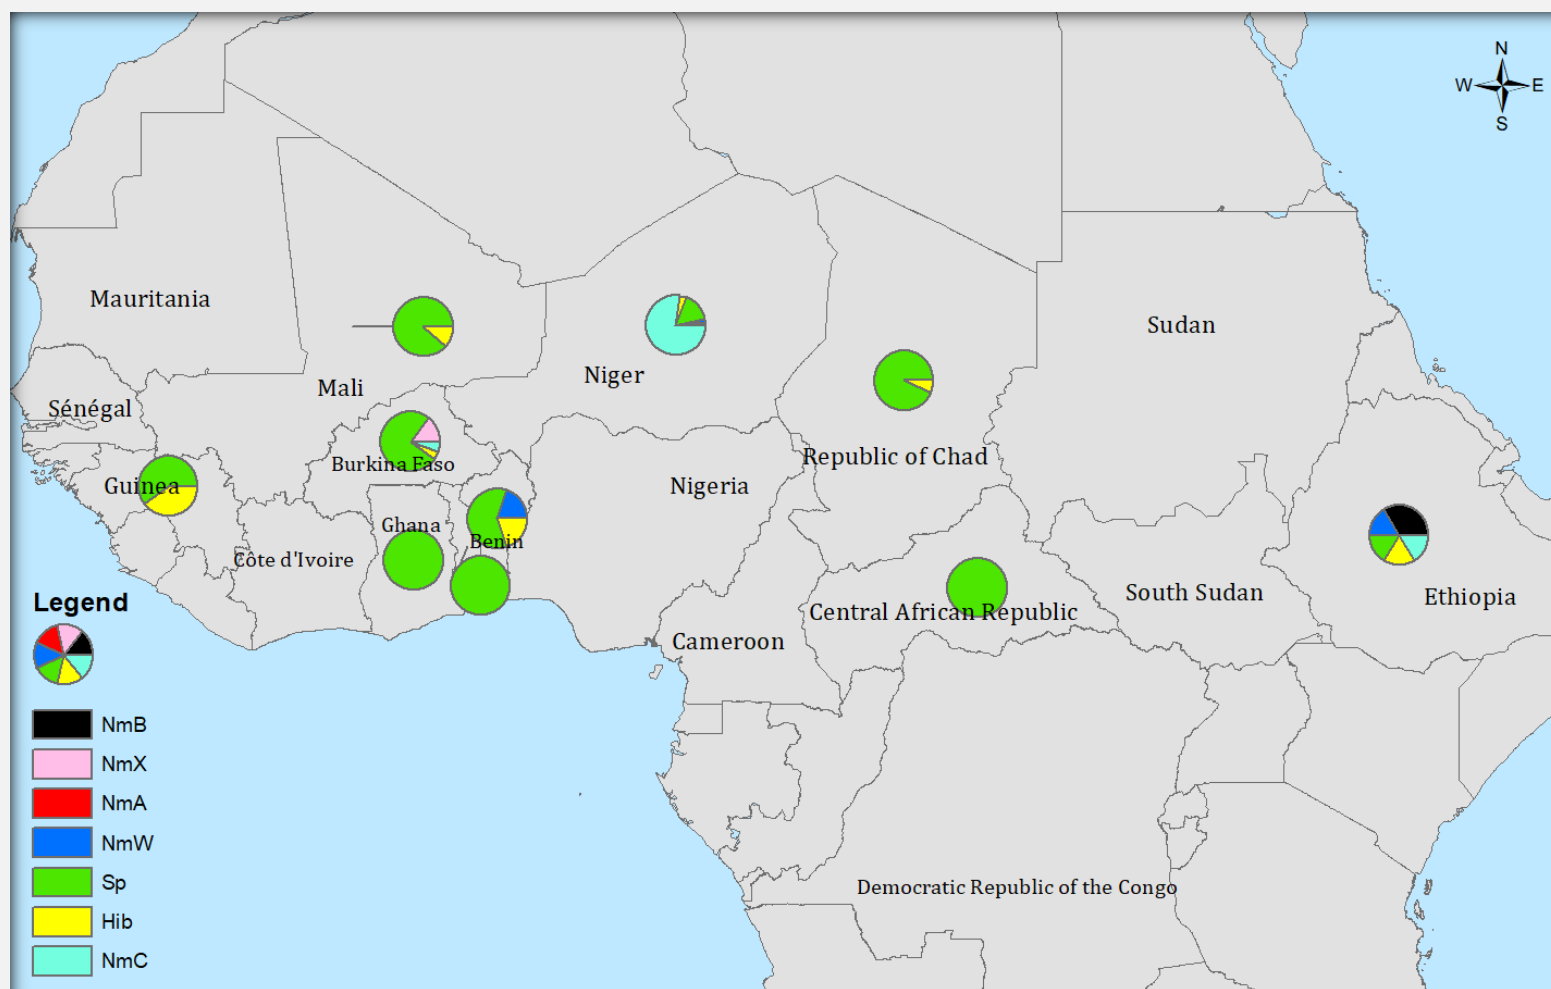 N
W
E
S
Mauritania
Sudan
Mali
Niger
Sénégal
Burkina Faso
Republic of Chad
Guinea
Nigeria
Ghana
Benin
Côte d'Ivoire
South Sudan
Ethiopia
Central African Republic
Cameroon
Democratic Republic of the Congo
Legend
NmB
NmX
NmA
NmW
Sp
Hib
NmC